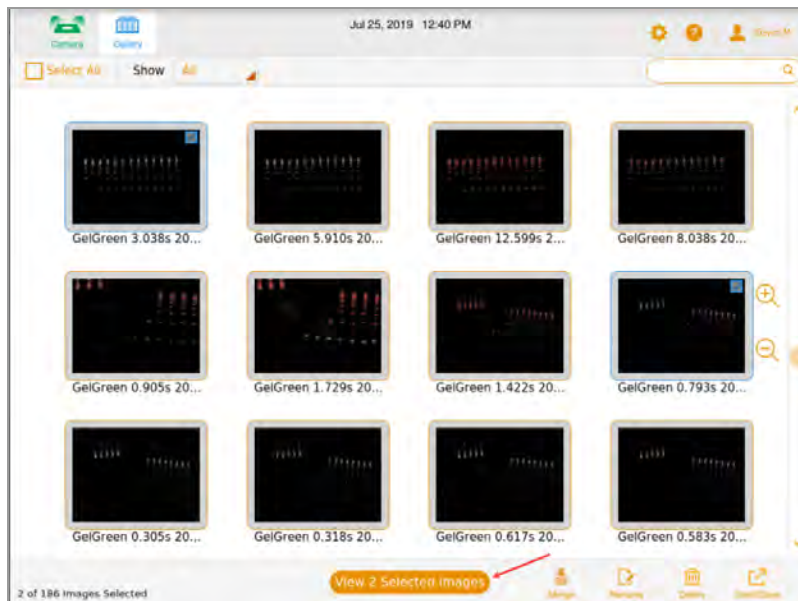 Jul 25, 2019 12:40 PM
Camera
Gallery
Select All Show All
GelGreen 3.038s 20...
GelGreen 5.910s 20...
GelGreen 12.599s 2...
GelGreen 8.038s 20...
GelGreen 0.905s 20...
GelGreen 1.729s 20...
GelGreen 1.422s 20...
GelGreen 0.793s 20...
GelGreen 0.305s 20...
GelGreen 0.318s 20...
GelGreen 0.617s 20...
GelGreen 0.583s 20...
2 of 186 Images Selected
View 2 Selected Images
Rename
Delete